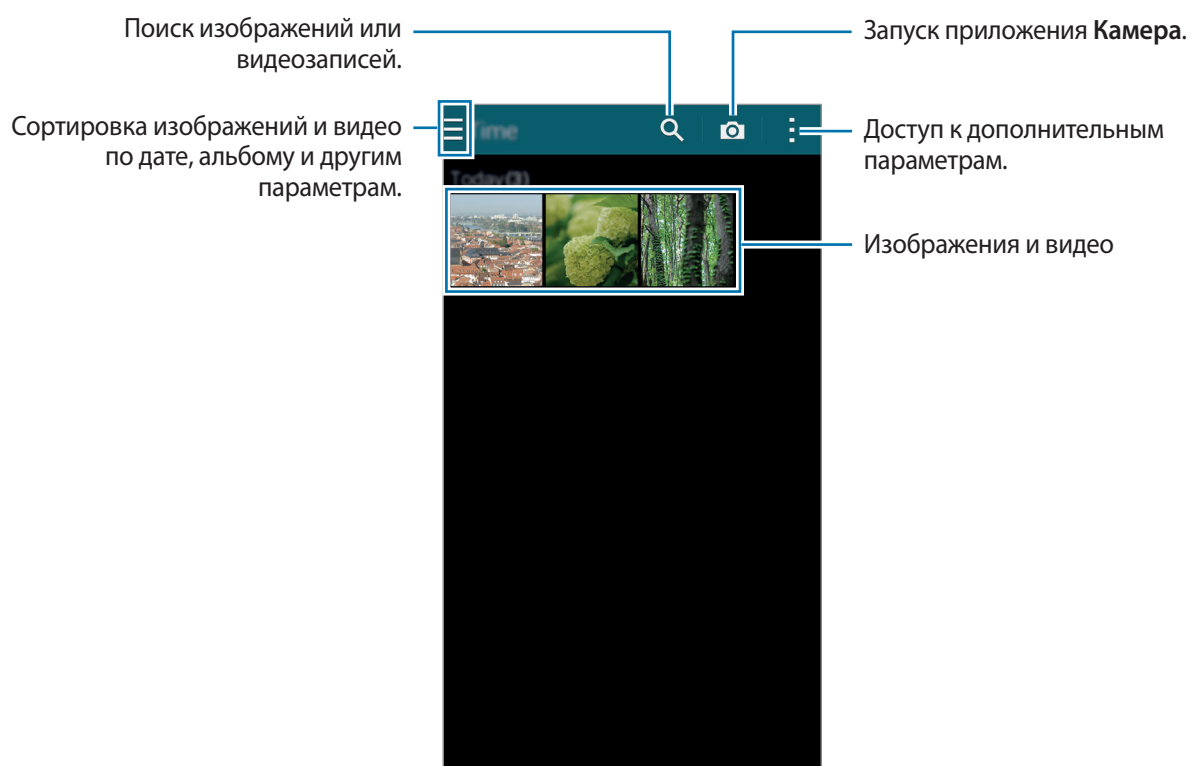 Поиск изображений или
видеозаписей.
Запуск приложения Камера.
Сортировка изображений и видео
по дате, альбому и другим
параметрам.
Time
Доступ к дополнительным
параметрам.
Today (3)
Изображения и видео